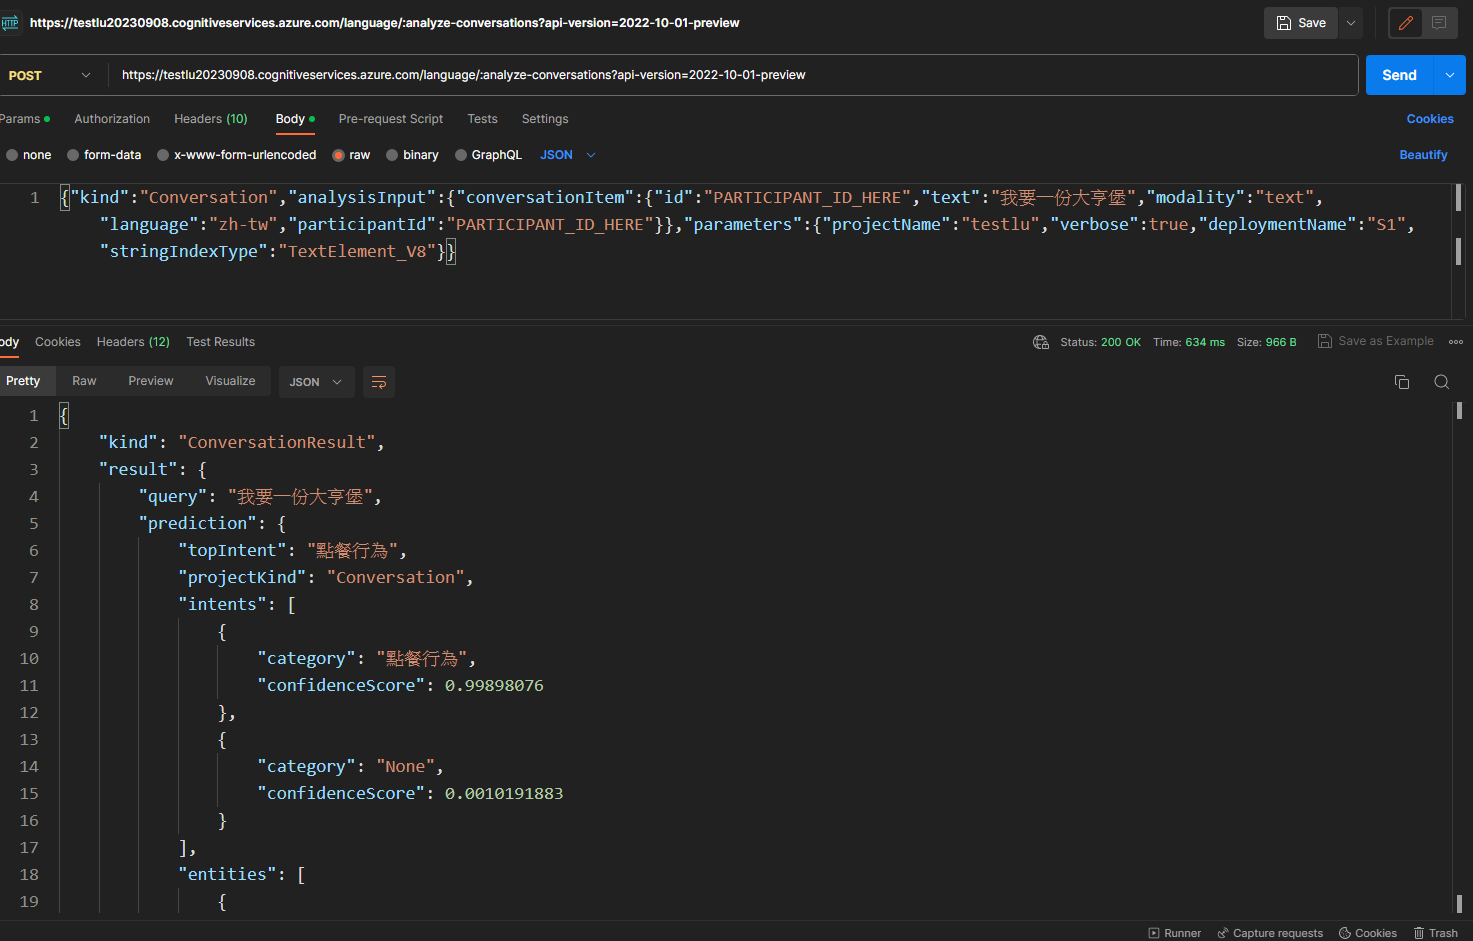 HTTP https://testlu20230908.cognitiveservices.azure.com/language/:analyze-conversations?api-version=2022-10-01-preview Save
POST https://testlu20230908.cognitiveservices.azure.com/language/:analyze-conversations?api-version=2022-10-01-preview Send
Params Authorization Headers (10) Body Pre-request Script Tests Settings Cookies
none form-data x-www-form-urlencoded raw binary GraphQL JSON Beautify
1 {"kind":"Conversation","analysisInput":{"conversationItem":{"id":"PARTICIPANT_ID_HERE","text":"我要一份大亨堡","modality":"text",
"language":"zh-tw","participantId":"PARTICIPANT_ID_HERE"}},"parameters":{"projectName":"testlu","verbose":true,"deploymentName":"S1",
"stringIndexType":"TextElement_V8"}}
ody Cookies Headers (12) Test Results Status: 200 OK Time: 634 ms Size: 966 B Save as Example
Pretty Raw Preview Visualize JSON
1 {
2 "kind": "ConversationResult",
3 "result": {
4 "query": "我要一份大亨堡",
5 "prediction": {
6 "topIntent": "點餐行為",
7 "projectKind": "Conversation",
8 "intents": [
9 {
10 "category": "點餐行為",
11 "confidenceScore": 0.99898076
12 },
13 {
14 "category": "None",
15 "confidenceScore": 0.0010191883
16 }
17 ],
18 "entities": [
19 {
Runner Capture requests Cookies Trash